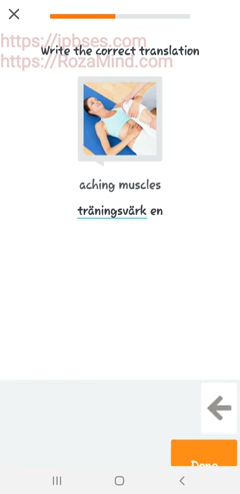 https://ipbses.com
Write the correct translation
https://RozaMind.com
aching muscles
träningsvärk en
Done